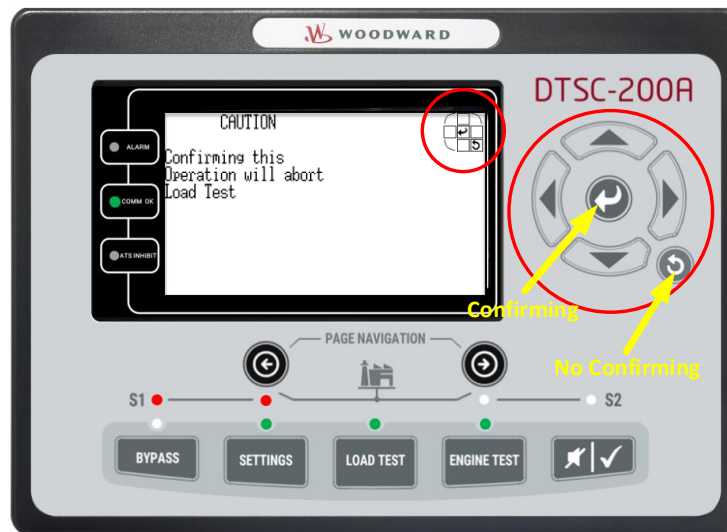 WOODWARD
DTSC-200A
CAUTION
Confirming this
Operation will abort
Load Test
ALARM
COMM OK
ATS INHIBIT
Confirming
No Confirming
PAGE NAVIGATION
S1
S2
BYPASS
SETTINGS
LOAD TEST
ENGINE TEST